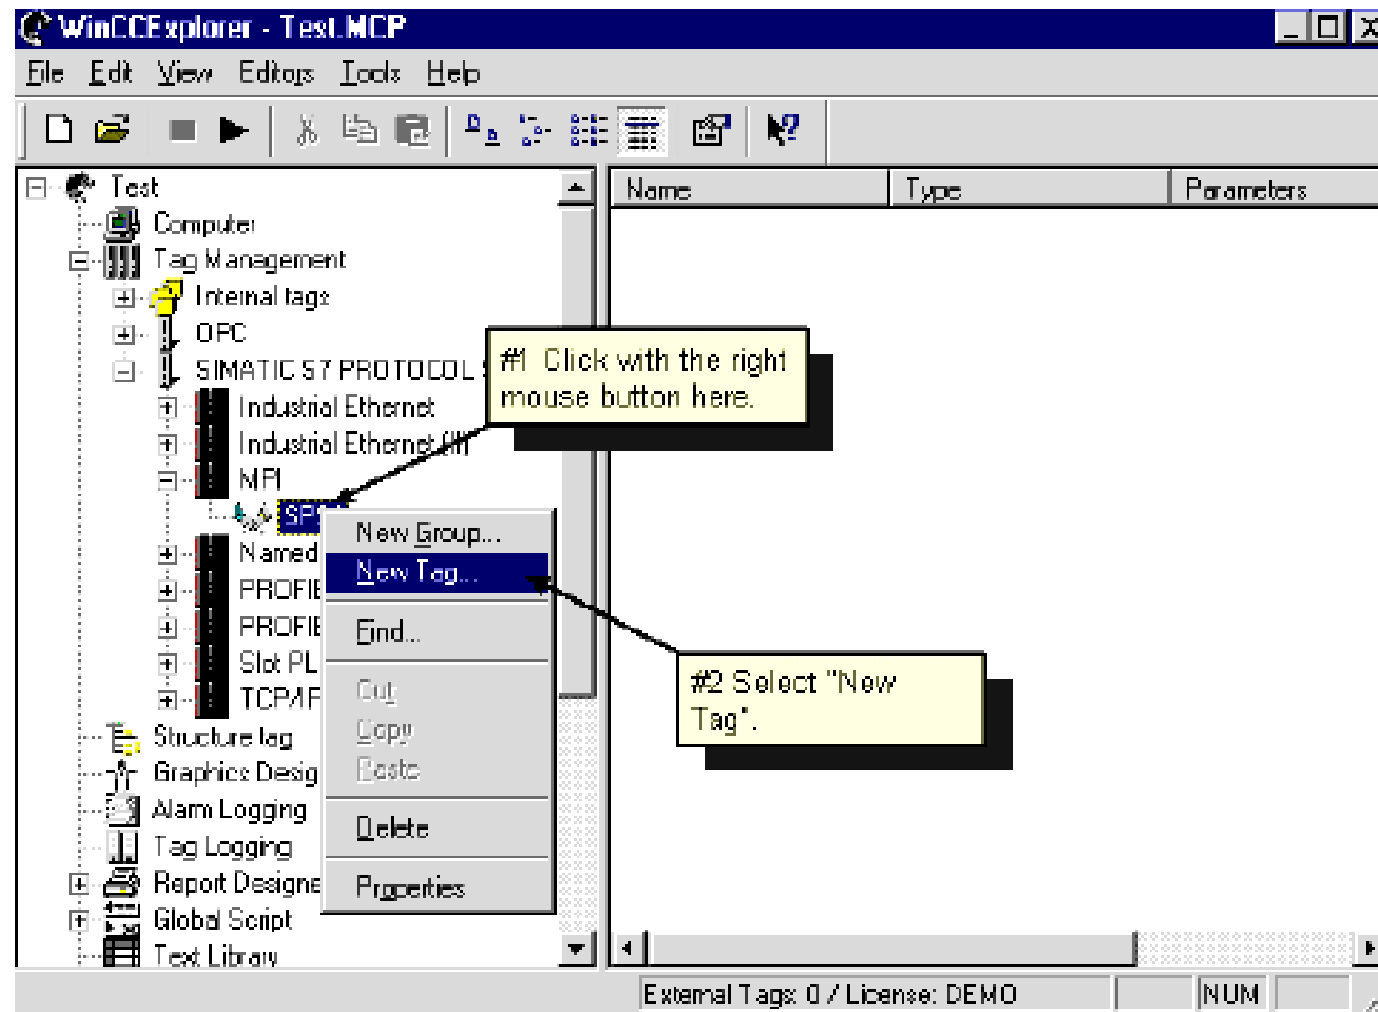 WinCCExplorer - Test.MCP
File Edit View Editors Tools Help
Name Type Parameters
Test
Computer
Tag Management
Internal tags
OPC
SIMATIC S7 PROTOCOL
#1 Click with the right
mouse button here.
Industrial Ethernet
Industrial Ethernet (II)
MPI
New Group...
Named
New Tag...
PROFIB
PROFIB
Find...
Slot PL
#2 Select "New
Tag".
TCP/IP
Cut
Structure tag
Copy
Graphics Desig
Paste
Alarm Logging
Delete
Tag Logging
Report Designe
Properties
Global Script
Text Library
External Tags: 0 / License: DEMO NUM